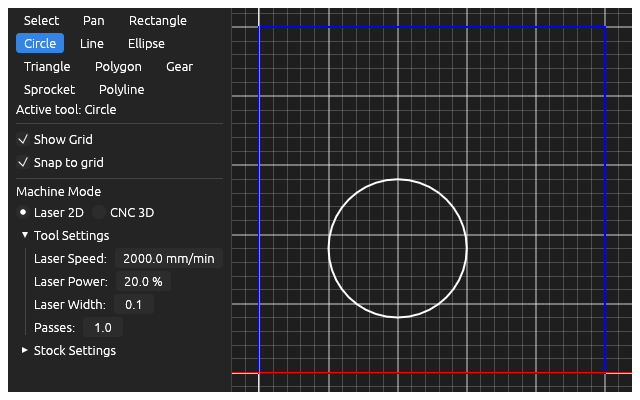 Select Pan Rectangle
Circle Line Ellipse
Triangle Polygon Gear
Sprocket Polyline
Active tool: Circle
Show Grid
Snap to grid
Machine Mode
Laser 2D CNC 3D
Tool Settings
Laser Speed: 2000.0 mm/min
Laser Power: 20.0 %
Laser Width: 0.1
Passes: 1.0
Stock Settings